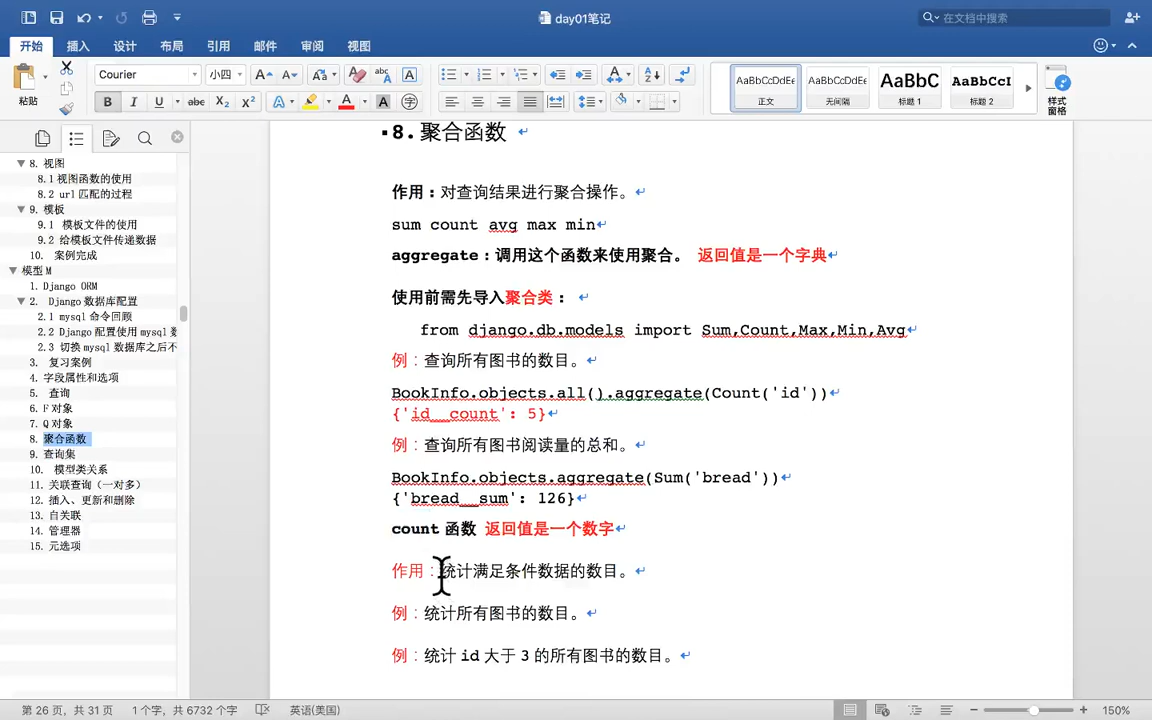 day01笔记
在文中中搜索
开始 插入 设计 布局 引用 邮件 审阅 视图
粘贴
Courier 小四
AaBbCcDdEe 正文
AaBbCcDdEe 无间隔
AaBbC 标题 1
AaBbCcI 标题 2
样式窗格
8. 视图
8.1 视图函数的使用
8.2 url 匹配的过程
9. 模板
9.1 模板文件的使用
9.2 给模板文件传递数据
10. 案例完成
模型 M
1. Django ORM
2. Django 数据库配置
2.1 mysql 命令回顾
2.2 Django 配置使用 mysql 数
2.3 切换 mysql 数据库之后不
3. 复习案例
4. 字段属性和选项
5. 查询
6. F 对象
7. Q 对象
8. 聚合函数
9. 查询集
10. 模型类关系
11. 关联查询（一对多）
12. 插入、更新和删除
13. 自关联
14. 管理器
15. 元选项
8. 聚合函数
作用：对查询结果进行聚合操作。
sum count avg max min
aggregate：调用这个函数来使用聚合。 返回值是一个字典
使用前需先导入聚合类：
from django.db.models import Sum,Count,Max,Min,Avg
例：查询所有图书的数目。
BookInfo.objects.all().aggregate(Count('id'))
{'id__count': 5}
例：查询所有图书阅读量的总和。
BookInfo.objects.aggregate(Sum('bread'))
{'bread__sum': 126}
count 函数 返回值是一个数字
作用：统计满足条件数据的数目。
例：统计所有图书的数目。
例：统计 id 大于 3 的所有图书的数目。
第 26 页，共 31 页 1 个字，共 6732 个字 英语(美国) 150%